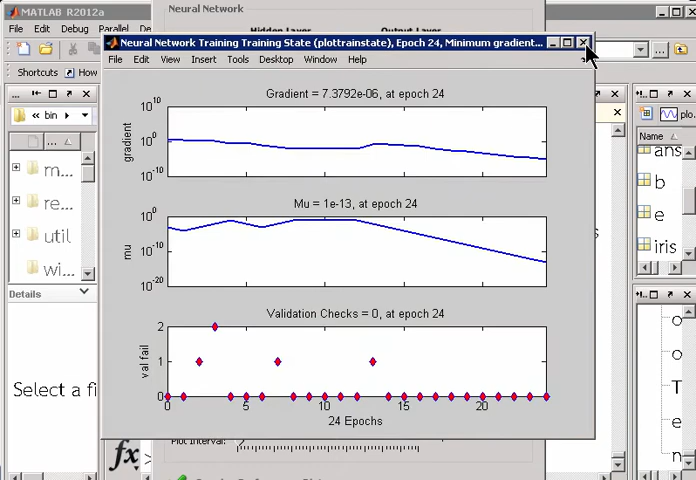 MATLAB R2012a
Neural Network
File Edit Debug Parallel
Hidden Layer Output Layer
Neural Network Training Training State (plottrainstate), Epoch 24, Minimum gradient...
File Edit View Insert Tools Desktop Window Help
Shortcuts How
« bin
plo.
Name
ans
b
e
iris
m...
re...
util
wi...
Details
Select a fi
Gradient = 7.3792e-06, at epoch 24
gradient
10^10
10^0
10^-10
Mu = 1e-13, at epoch 24
mu
10^0
10^-10
10^-20
Validation Checks = 0, at epoch 24
val fail
2
1
0
0 5 10 15 20
24 Epochs
s
o
o
T
e
n
fx >
Plot Interval: